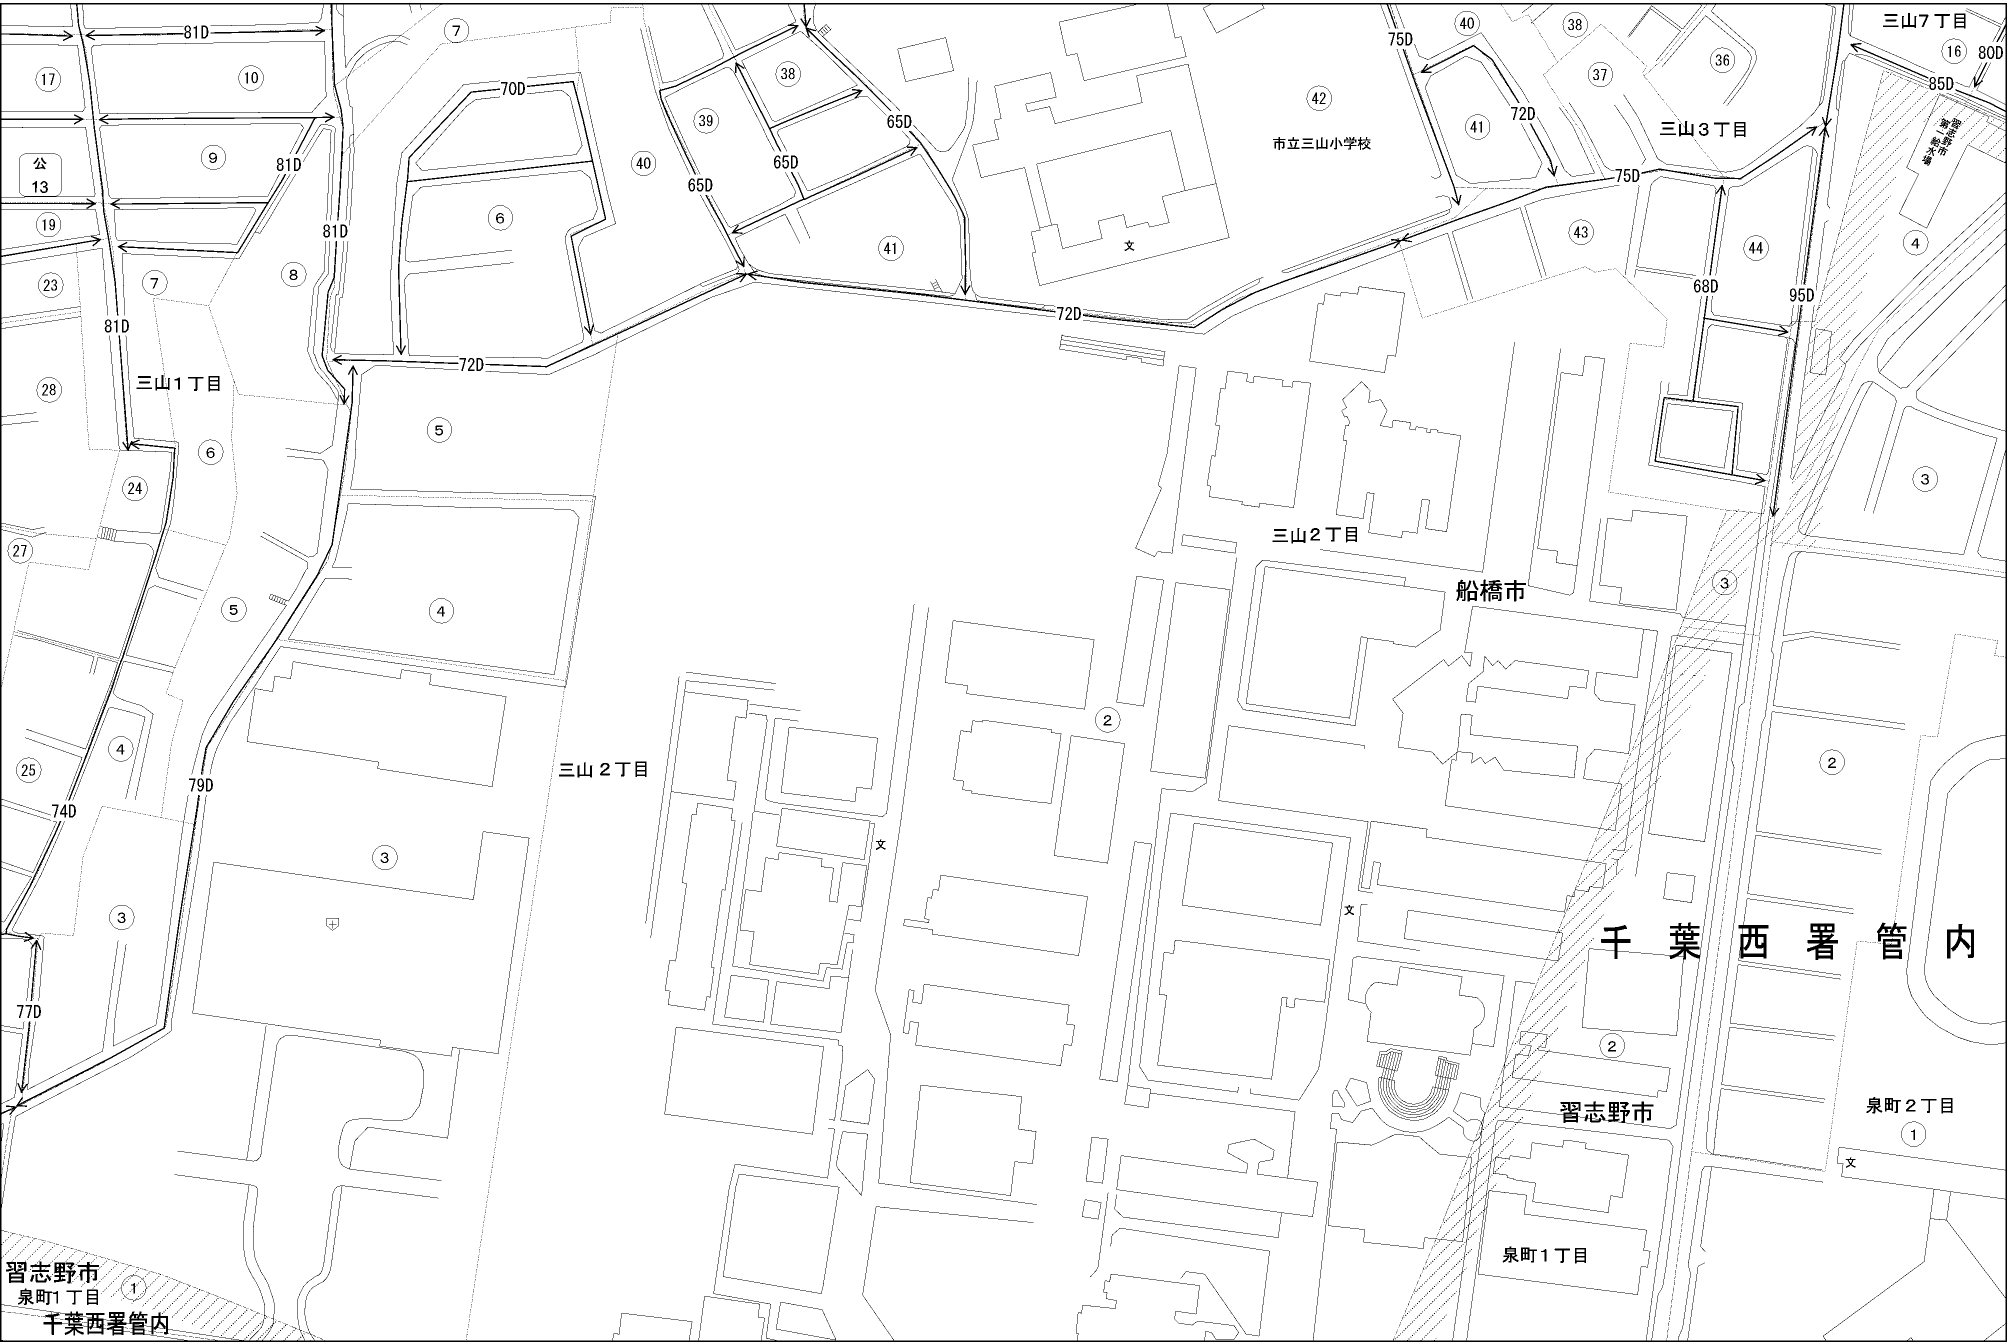 81D
7
17
10
38
39
65D
70D
75D
40
38
三山7丁目
16
80D
37
36
85D
42
72D
41
公
13
9
81D
40
65D
65D
市立三山小学校
三山3丁目
習志野市
第一給水場
19
81D
6
41
文
75D
43
44
4
23
7
8
81D
72D
68D
95D
28
三山1丁目
72D
5
6
24
3
27
三山2丁目
船橋市
3
5
4
2
4
25
74D
79D
三山2丁目
2
文
3
3
文
千葉西署管内
77D
2
習志野市
泉町2丁目
1
文
泉町1丁目
習志野市
泉町1丁目
1
千葉西署管内